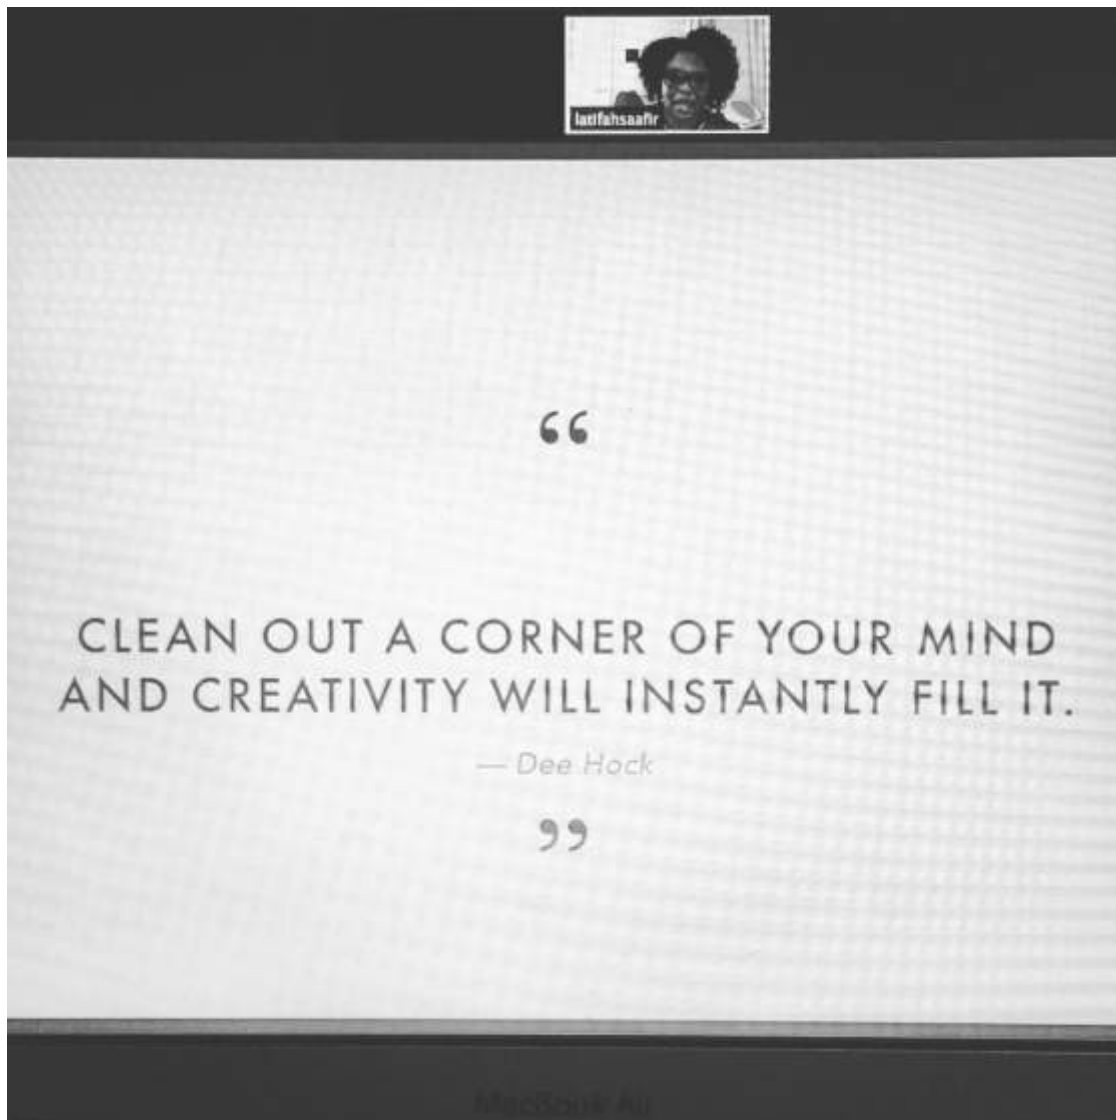 latifahsaafir
“
CLEAN OUT A CORNER OF YOUR MIND
AND CREATIVITY WILL INSTANTLY FILL IT.
— Dee Hock
”
MacBook Air